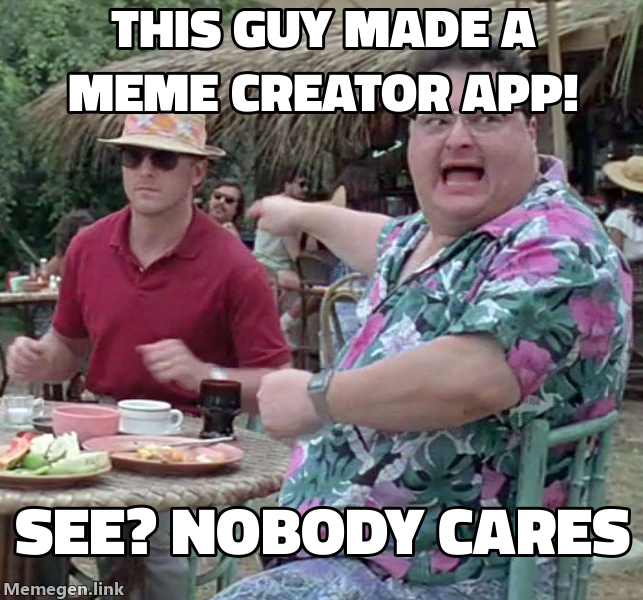 THIS GUY MADE A
MEME CREATOR APP!
SEE? NOBODY CARES
Memegen.link